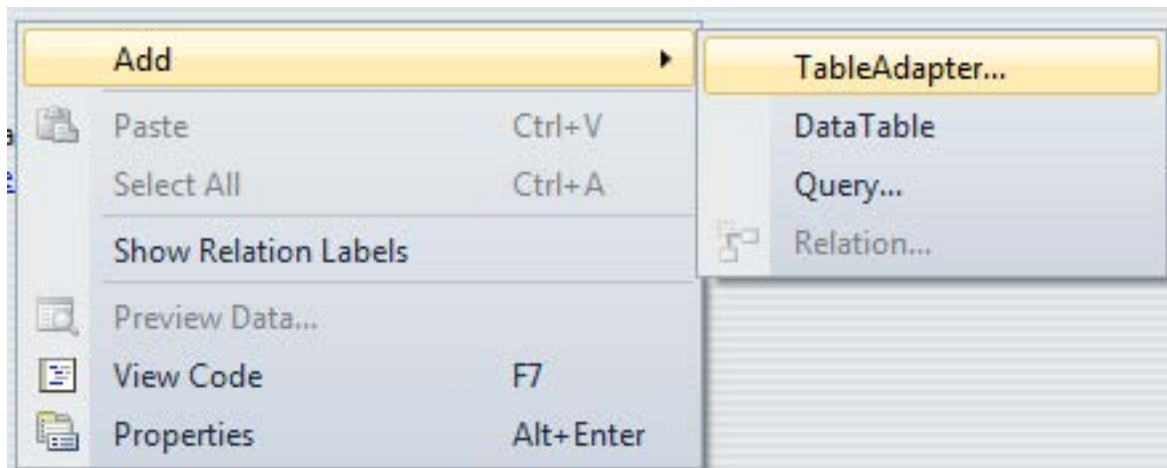 Add
Paste Ctrl+V
Select All Ctrl+A
Show Relation Labels
Preview Data...
View Code F7
Properties Alt+Enter
TableAdapter...
DataTable
Query...
Relation...